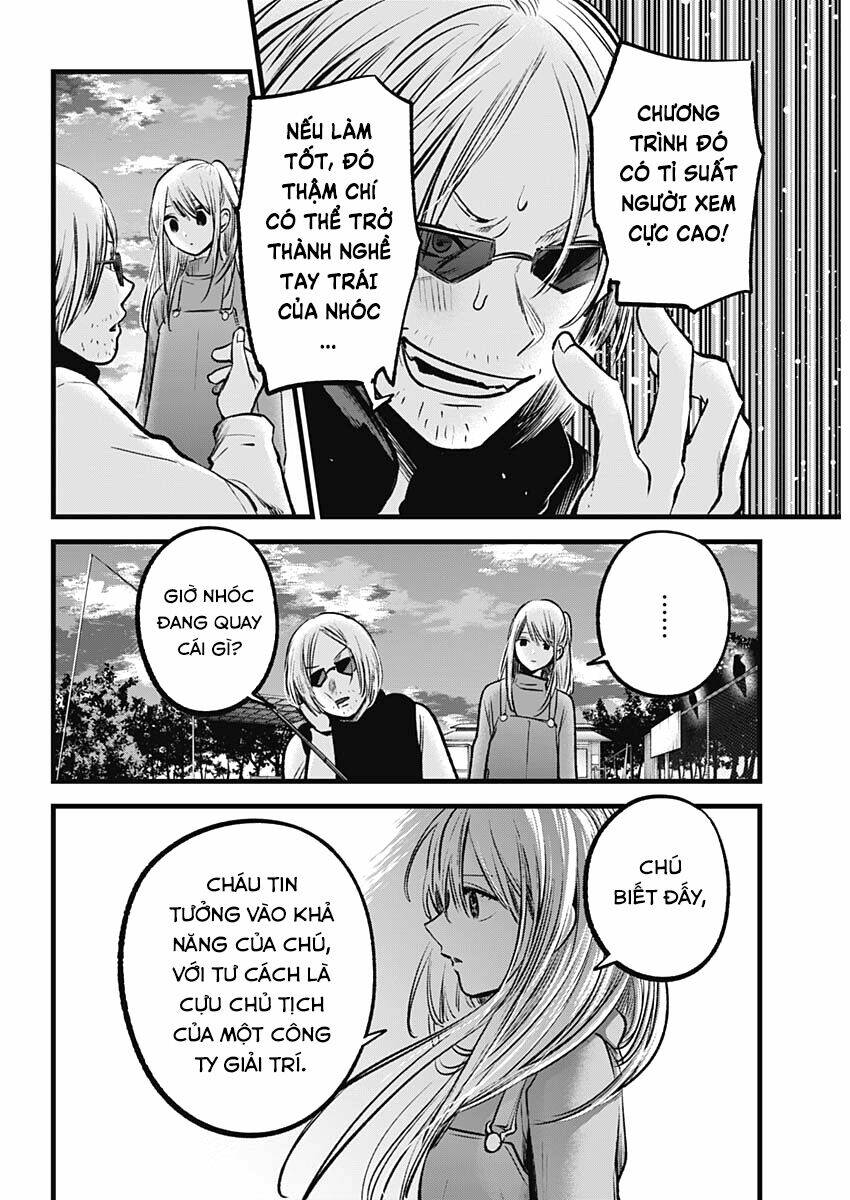 CHƯƠNG
TRÌNH ĐÓ
CÓ TỈ SUẤT
NGƯỜI XEM
CỰC CAO!
NẾU LÀM
TỐT, ĐÓ
THẬM CHÍ
CÓ THỂ TRỞ
THÀNH NGHỀ
TAY TRÁI
CỦA NHÓC
...
......
GIỜ NHÓC
ĐANG QUAY
CÁI GÌ?
CHÚ
BIẾT ĐẤY,
CHÁU TIN
TƯỞNG VÀO KHẢ
NĂNG CỦA CHÚ,
VỚI TƯ CÁCH LÀ
CỰU CHỦ TỊCH
CỦA MỘT CÔNG
TY GIẢI TRÍ.